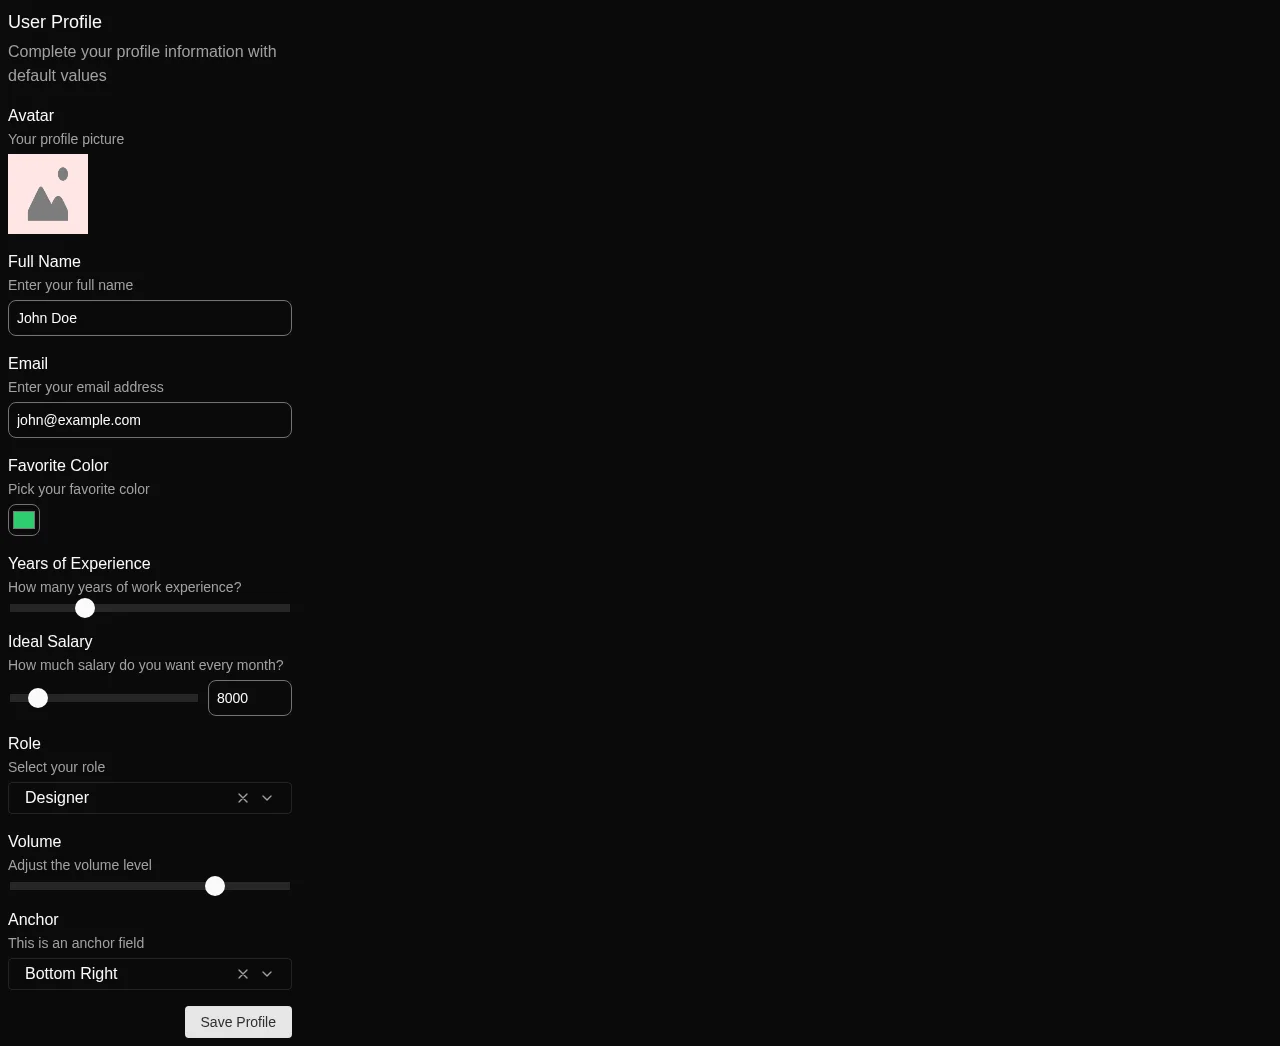 User Profile
Complete your profile information with
default values
Avatar
Your profile picture
Full Name
Enter your full name
John Doe
Email
Enter your email address
john@example.com
Favorite Color
Pick your favorite color
Years of Experience
How many years of work experience?
Ideal Salary
How much salary do you want every month?
8000
Role
Select your role
Designer
Volume
Adjust the volume level
Anchor
This is an anchor field
Bottom Right
Save Profile